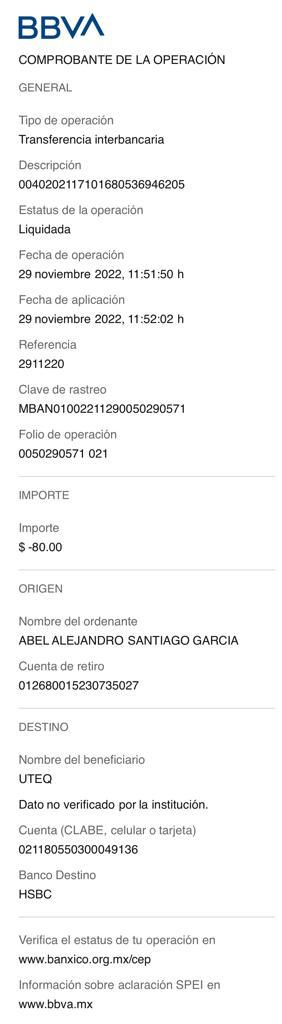 BBVA
COMPROBANTE DE LA OPERACIÓN
GENERAL
Tipo de operación
Transferencia interbancaria
Descripción
0040202117101680536946205
Estatus de la operación
Liquidada
Fecha de operación
29 noviembre 2022, 11:51:50 h
Fecha de aplicación
29 noviembre 2022, 11:52:02 h
Referencia
2911220
Clave de rastreo
MBAN01002211290050290571
Folio de operación
0050290571 021
IMPORTE
Importe
$ -80.00
ORIGEN
Nombre del ordenante
ABEL ALEJANDRO SANTIAGO GARCIA
Cuenta de retiro
012680015230735027
DESTINO
Nombre del beneficiario
UTEQ
Dato no verificado por la institución.
Cuenta (CLABE, celular o tarjeta)
021180550300049136
Banco Destino
HSBC
Verifica el estatus de tu operación en
www.banxico.org.mx/cep
Información sobre aclaración SPEI en
www.bbva.mx